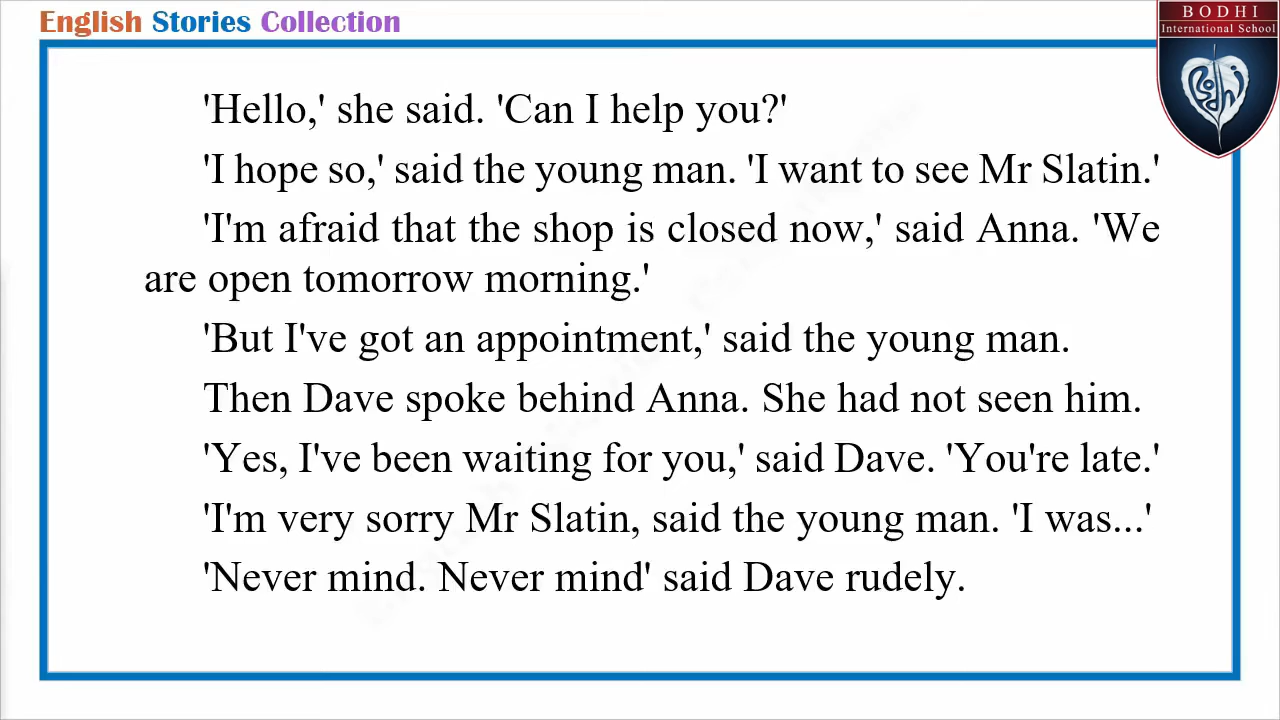 English Stories Collection
BODHI
International School
Bodhi
'Hello,' she said. 'Can I help you?'
'I hope so,' said the young man. 'I want to see Mr Slatin.'
'I'm afraid that the shop is closed now,' said Anna. 'We
are open tomorrow morning.'
'But I've got an appointment,' said the young man.
Then Dave spoke behind Anna. She had not seen him.
'Yes, I've been waiting for you,' said Dave. 'You're late.'
'I'm very sorry Mr Slatin, said the young man. 'I was...'
'Never mind. Never mind' said Dave rudely.